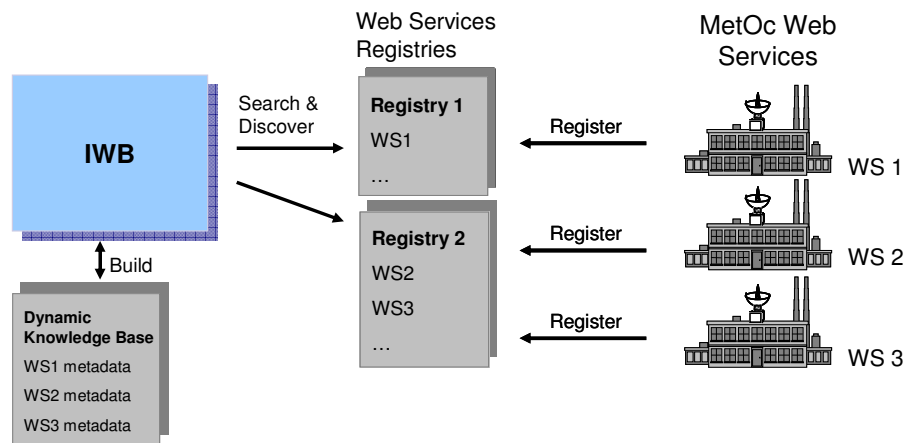 Web Services
Registries
MetOc Web
Services
IWB
Search &
Discover
Registry 1
WS1
…
Register
WS 1
Registry 2
WS2
WS3
…
Register
WS 2
Register
WS 3
Build
Dynamic
Knowledge Base
WS1 metadata
WS2 metadata
WS3 metadata